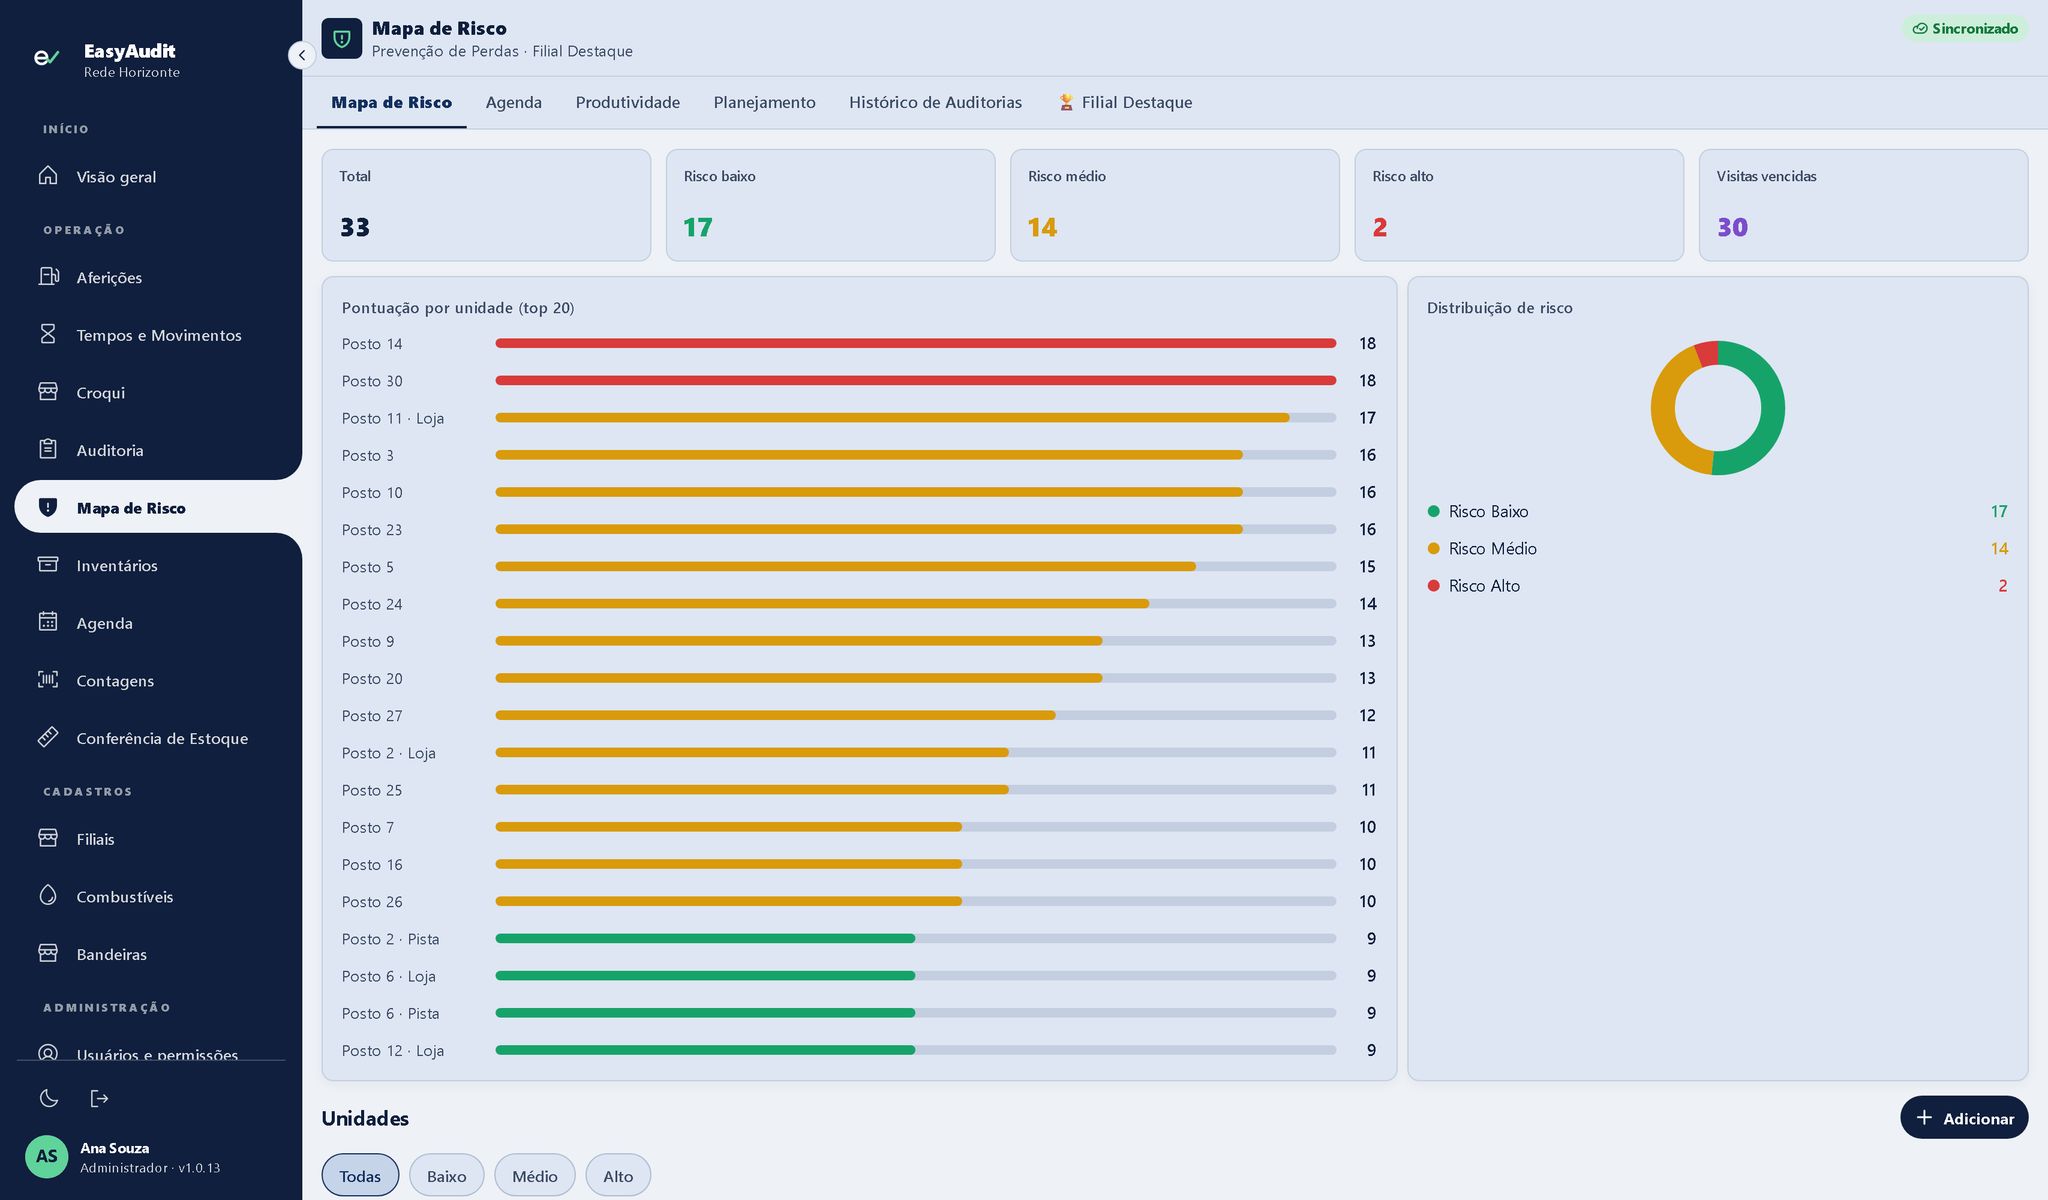 EasyAudit
Rede Horizonte
INÍCIO
Visão geral
OPERAÇÃO
Aferições
Tempos e Movimentos
Croqui
Auditoria
Mapa de Risco
Inventários
Agenda
Contagens
Conferência de Estoque
CADASTROS
Filiais
Combustíveis
Bandeiras
ADMINISTRAÇÃO
Usuários e permissões
AS
Ana Souza
Administrador · v1.0.13
Mapa de Risco
Prevenção de Perdas · Filial Destaque
Sincronizado
Mapa de Risco Agenda Produtividade Planejamento Histórico de Auditorias Filial Destaque
Total
33
Risco baixo
17
Risco médio
14
Risco alto
2
Visitas vencidas
30
Pontuação por unidade (top 20)
Posto 14 18
Posto 30 18
Posto 11 · Loja 17
Posto 3 16
Posto 10 16
Posto 23 16
Posto 5 15
Posto 24 14
Posto 9 13
Posto 20 13
Posto 27 12
Posto 2 · Loja 11
Posto 25 11
Posto 7 10
Posto 16 10
Posto 26 10
Posto 2 · Pista 9
Posto 6 · Loja 9
Posto 6 · Pista 9
Posto 12 · Loja 9
Distribuição de risco
Risco Baixo 17
Risco Médio 14
Risco Alto 2
Unidades
Adicionar
Todas Baixo Médio Alto